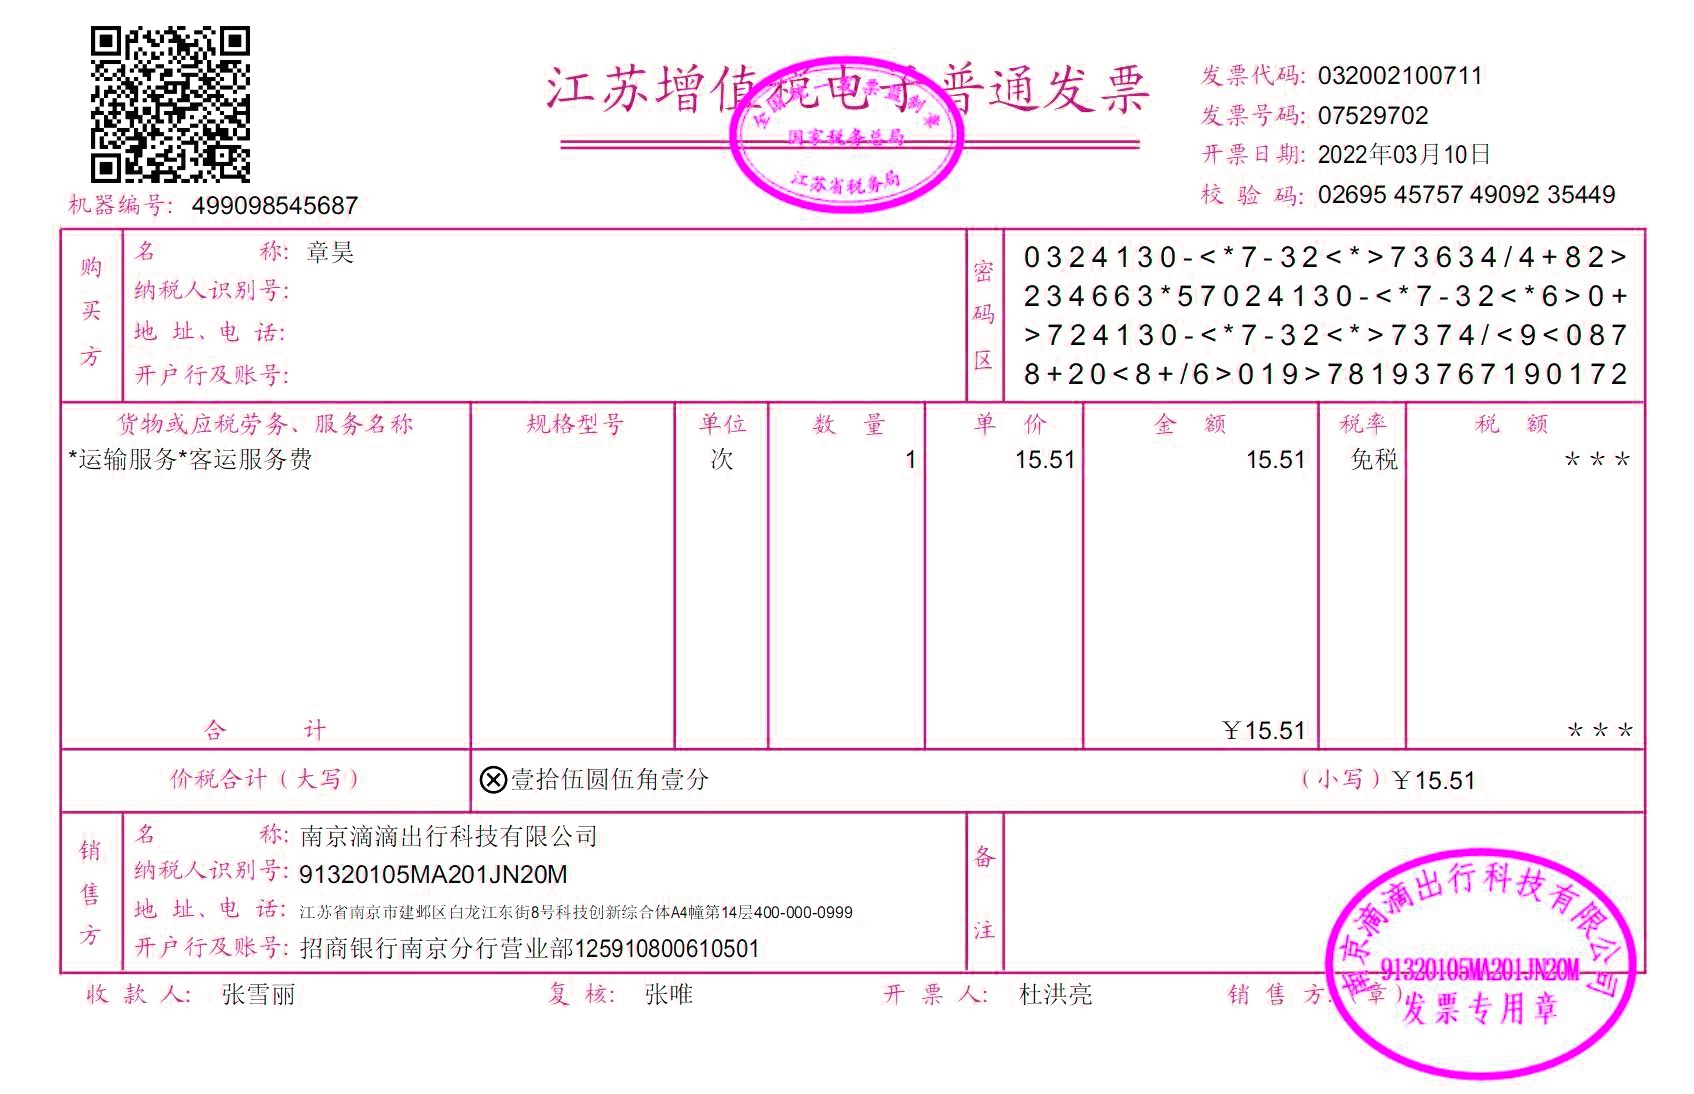 江苏增值税电子普通发票
全国统一发票监制章
国家税务总局
江苏省税务局
发票代码: 032002100711
发票号码: 07529702
开票日期: 2022年03月10日
校验码: 02695 45757 49092 35449
机器编号: 499098545687
购买方
名称: 章昊
纳税人识别号:
地址、电话:
开户行及账号:
密码区
0324130-<*7-32<*>73634/4+82>
234663*57024130-<*7-32<*6>0+
>724130-<*7-32<*>7374/<9<087
8+20<8+/6>019>78193767190172
货物或应税劳务、服务名称 规格型号 单位 数量 单价 金额 税率 税额
*运输服务*客运服务费 次 1 15.51 15.51 免税 ***
合计 ￥15.51 ***
价税合计（大写） ⊗壹拾伍圆伍角壹分 （小写）￥15.51
销售方
名称: 南京滴滴出行科技有限公司
纳税人识别号: 91320105MA201JN20M
地址、电话: 江苏省南京市建邺区白龙江东街8号科技创新综合体A4幢第14层400-000-0999
开户行及账号: 招商银行南京分行营业部125910800610501
备注
收款人: 张雪丽 复核: 张唯 开票人: 杜洪亮 销售方:（章）
南京滴滴出行科技有限公司
91320105MA201JN20M
发票专用章